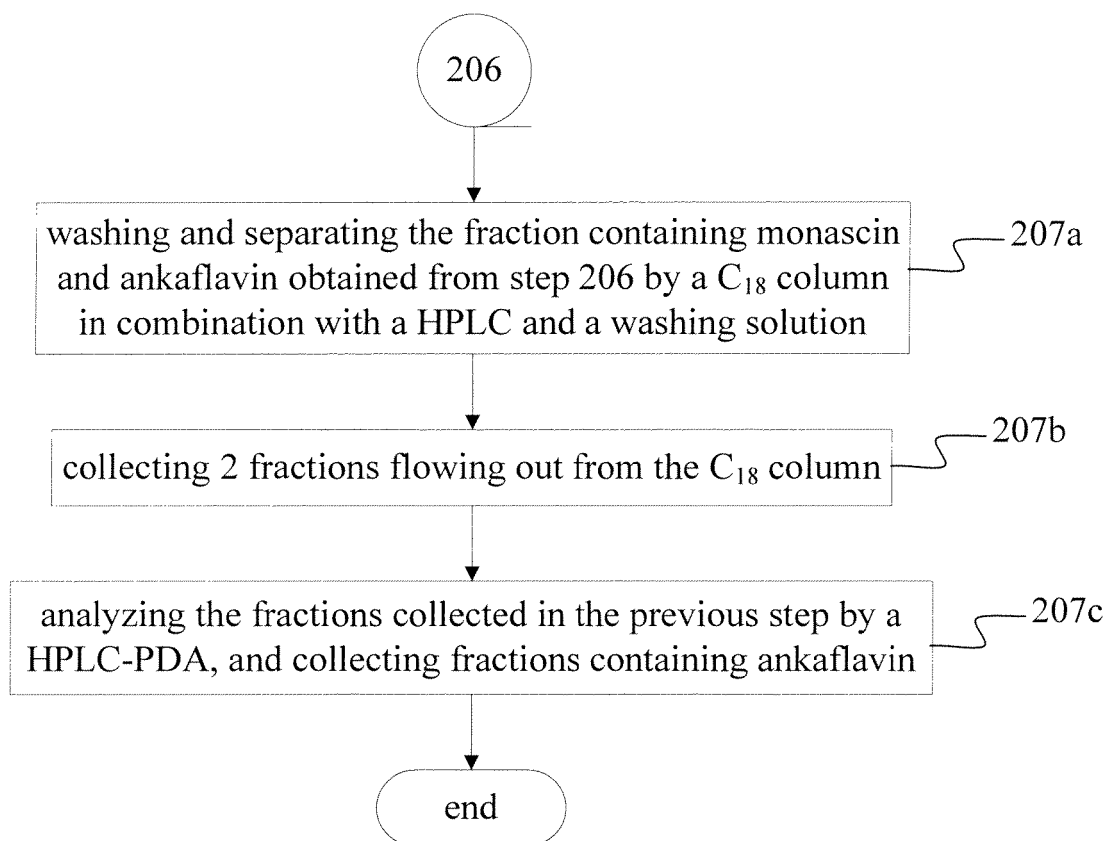 206
washing and separating the fraction containing monascin
and ankaflavin obtained from step 206 by a C₁₈ column
in combination with a HPLC and a washing solution
207a
collecting 2 fractions flowing out from the C₁₈ column
207b
analyzing the fractions collected in the previous step by a
HPLC-PDA, and collecting fractions containing ankaflavin
207c
end